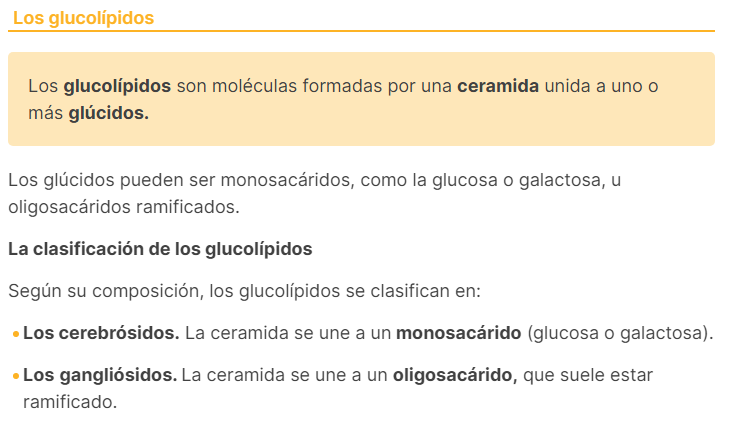 Los glucolípidos
Los glucolípidos son moléculas formadas por una ceramida unida a uno o
más glúcidos.
Los glúcidos pueden ser monosacáridos, como la glucosa o galactosa, u
oligosacáridos ramificados.
La clasificación de los glucolípidos
Según su composición, los glucolípidos se clasifican en:
• Los cerebrósidos. La ceramida se une a un monosacárido (glucosa o galactosa).
• Los gangliósidos. La ceramida se une a un oligosacárido, que suele estar
ramificado.